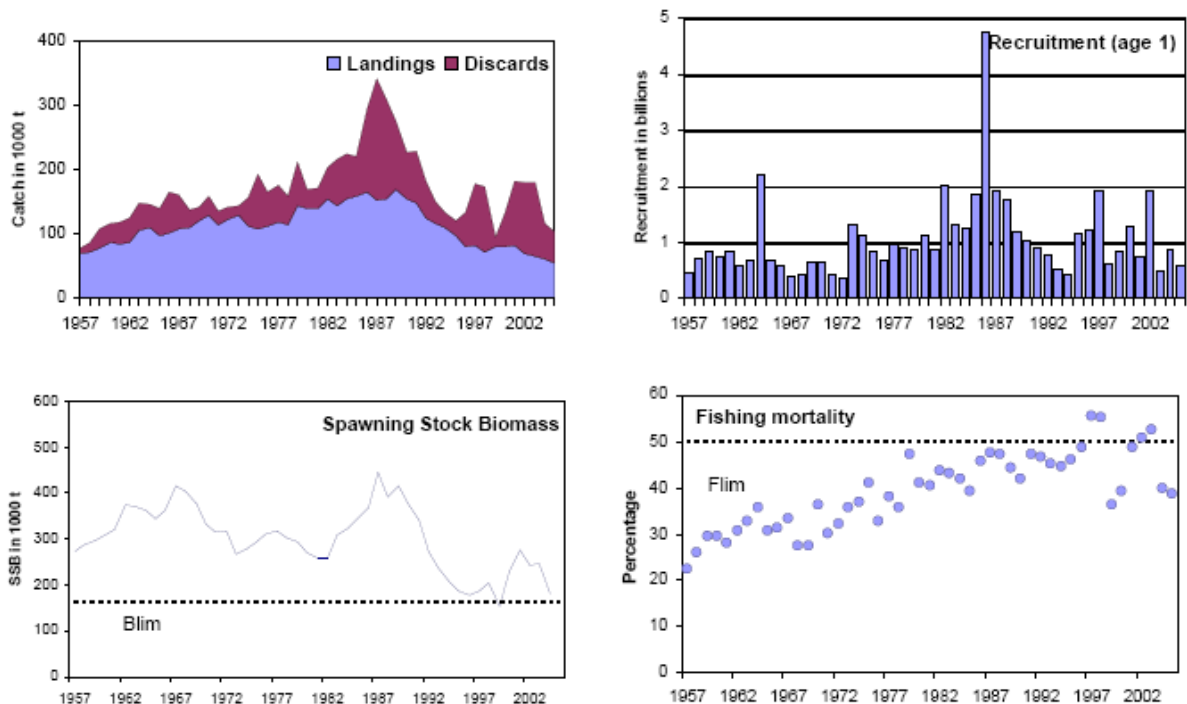 400
300
200
100
0
Catch in 1000 t
Landings Discards
1957 1962 1967 1972 1977 1982 1987 1992 1997 2002
5
4
3
2
1
0
Recruitment in billions
Recruitment (age 1)
1957 1962 1967 1972 1977 1982 1987 1992 1997 2002
600
500
400
300
200
100
0
SSB in 1000 t
Spawning Stock Biomass
Blim
1957 1962 1967 1972 1977 1982 1987 1992 1997 2002
60
50
40
30
20
10
0
Percentage
Fishing mortality
Flim
1957 1962 1967 1972 1977 1982 1987 1992 1997 2002